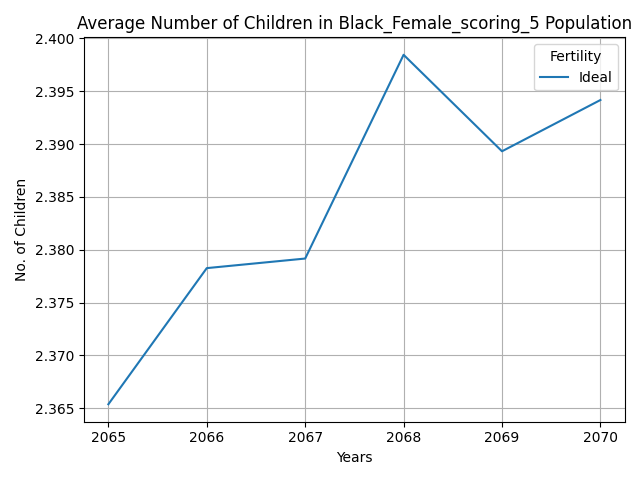 Average Number of Children in Black_Female_scoring_5 Population
Fertility
Ideal
2.400
2.395
2.390
2.385
2.380
2.375
2.370
2.365
No. of Children
2065 2066 2067 2068 2069 2070
Years